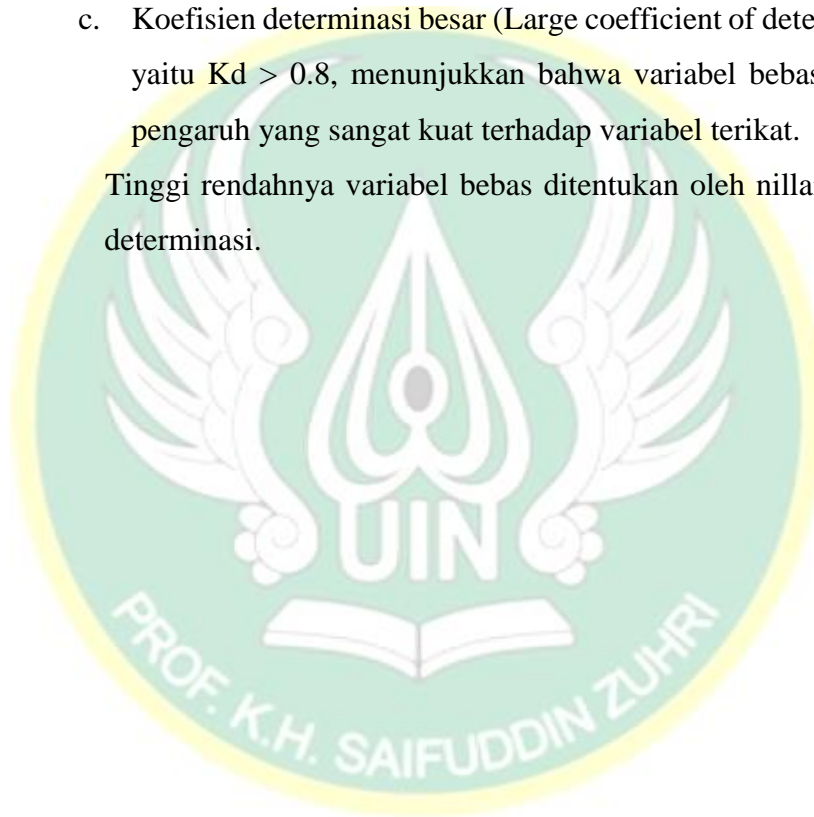 c. Koefisien determinasi besar (Large coefficient of dete
yaitu Kd > 0.8, menunjukkan bahwa variabel bebas
pengaruh yang sangat kuat terhadap variabel terikat.
Tinggi rendahnya variabel bebas ditentukan oleh nillai
determinasi.
UIN
PROF. K.H. SAIFUDDIN ZUHRI